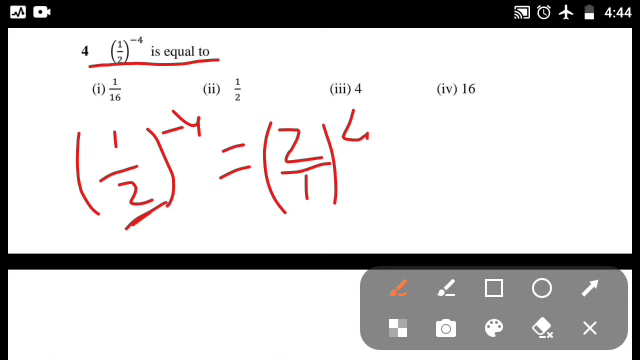 4:44
4 (1/2)^-4 is equal to
(i) 1/16 (ii) 1/2 (iii) 4 (iv) 16
(1/2)^-4 = (2/1)^4